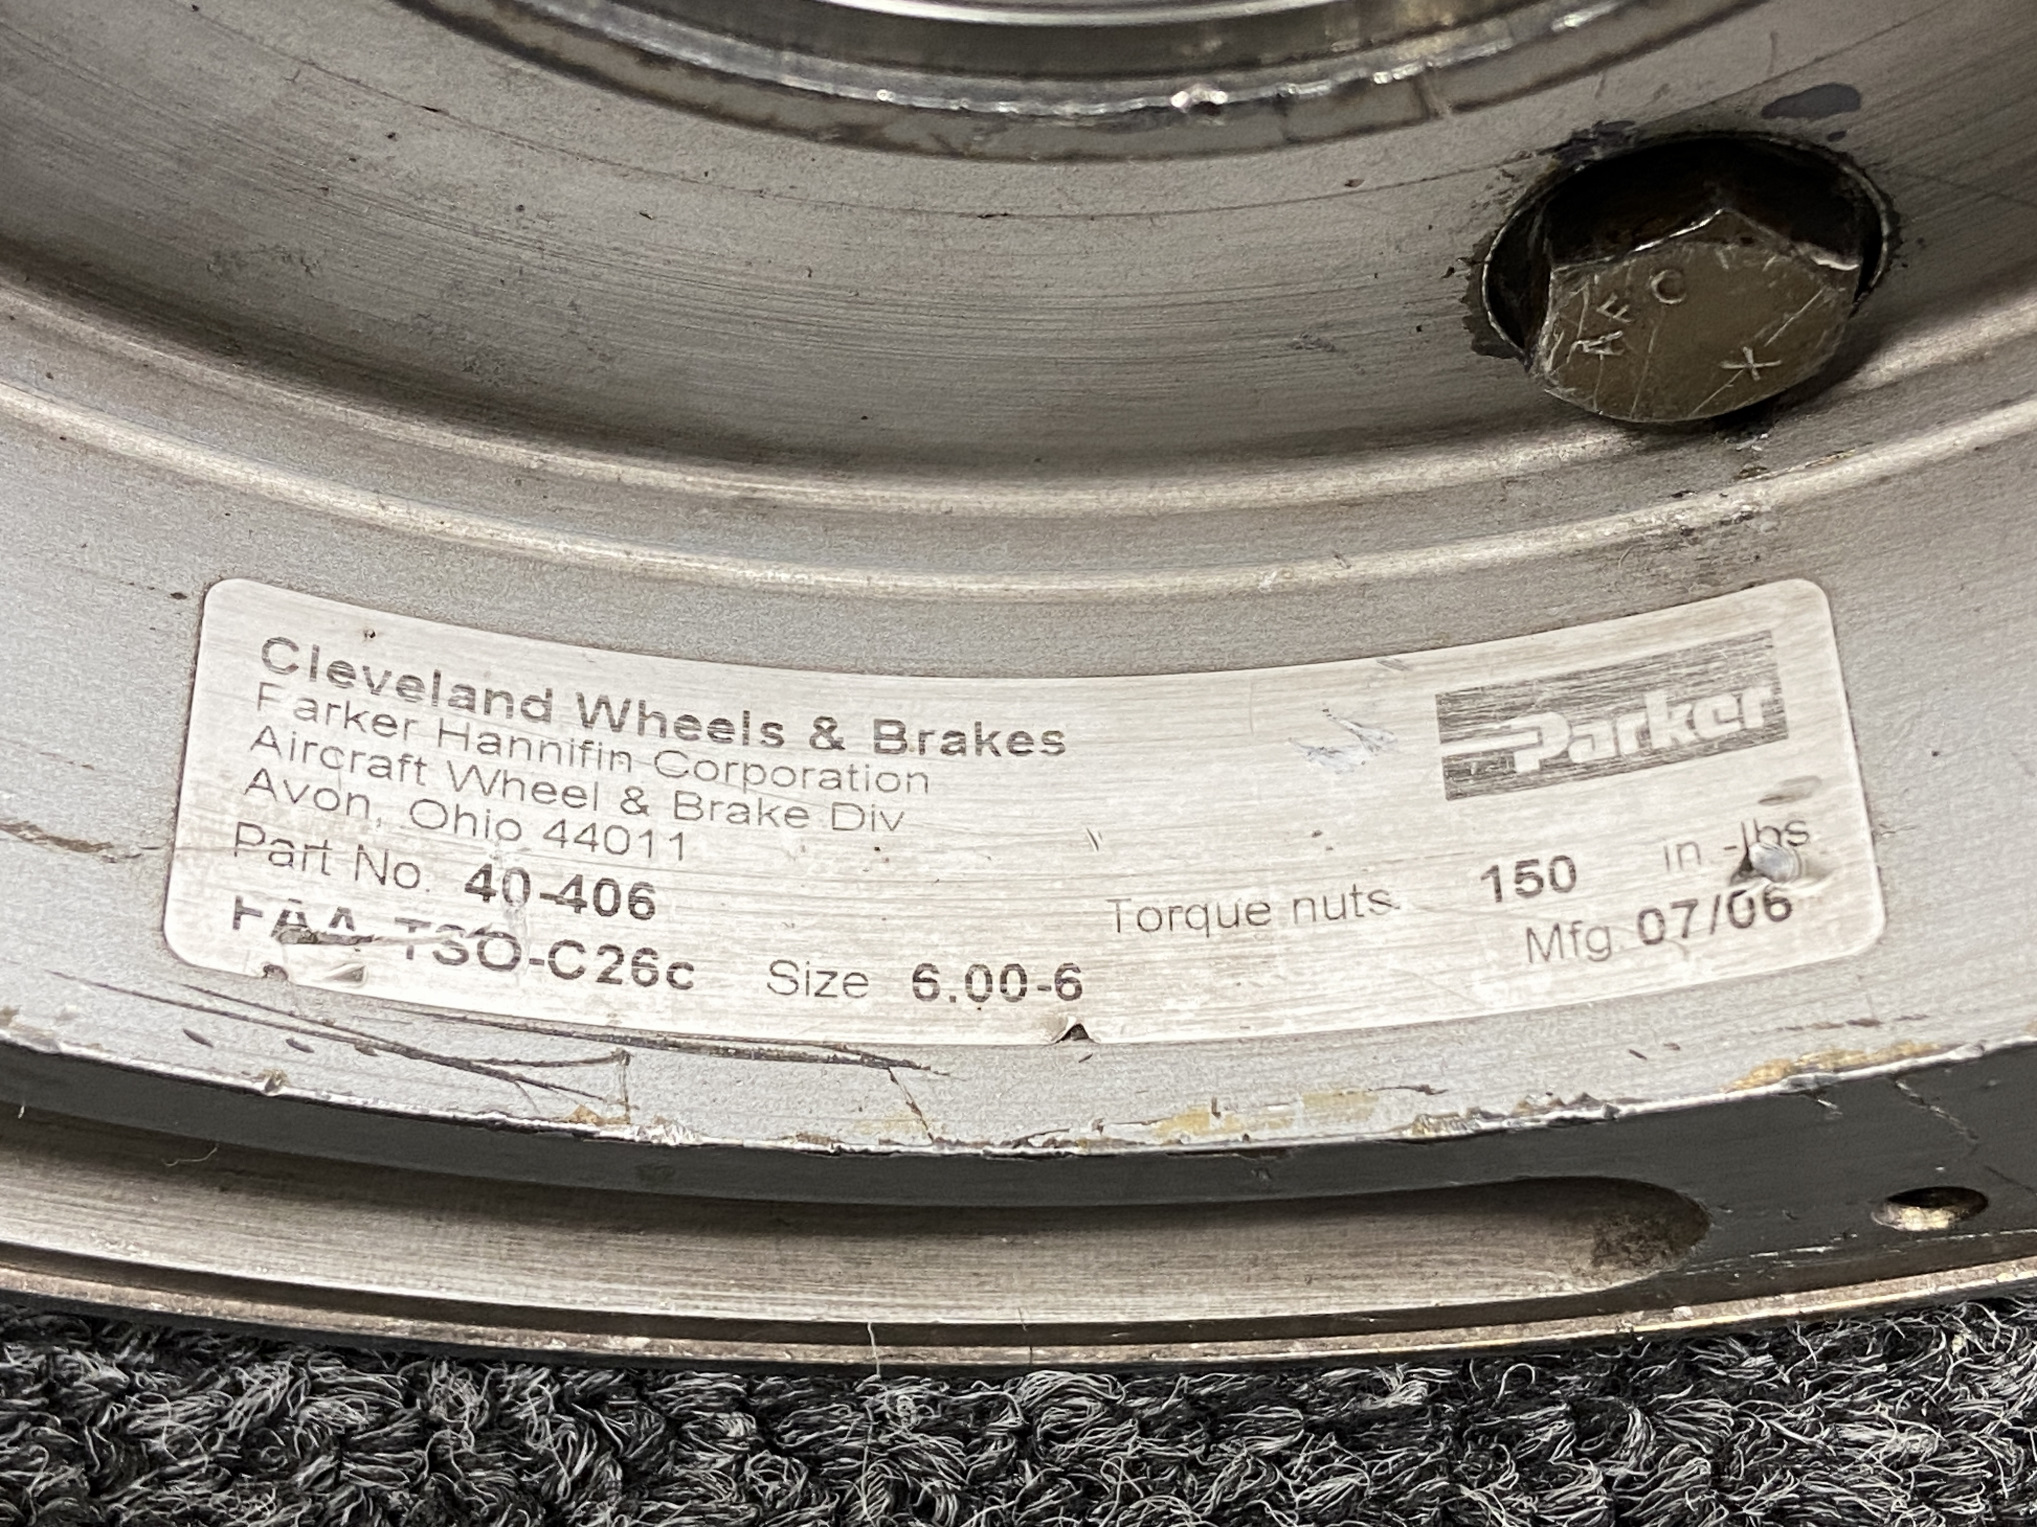 AFC
X
Cleveland Wheels & Brakes
Parker Hannifin Corporation
Aircraft Wheel & Brake Div
Avon, Ohio 44011
Part No. 40-406
FAA TSO-C26c Size 6.00-6
Parker
Torque nuts. 150 in -lbs
Mfg. 07/06